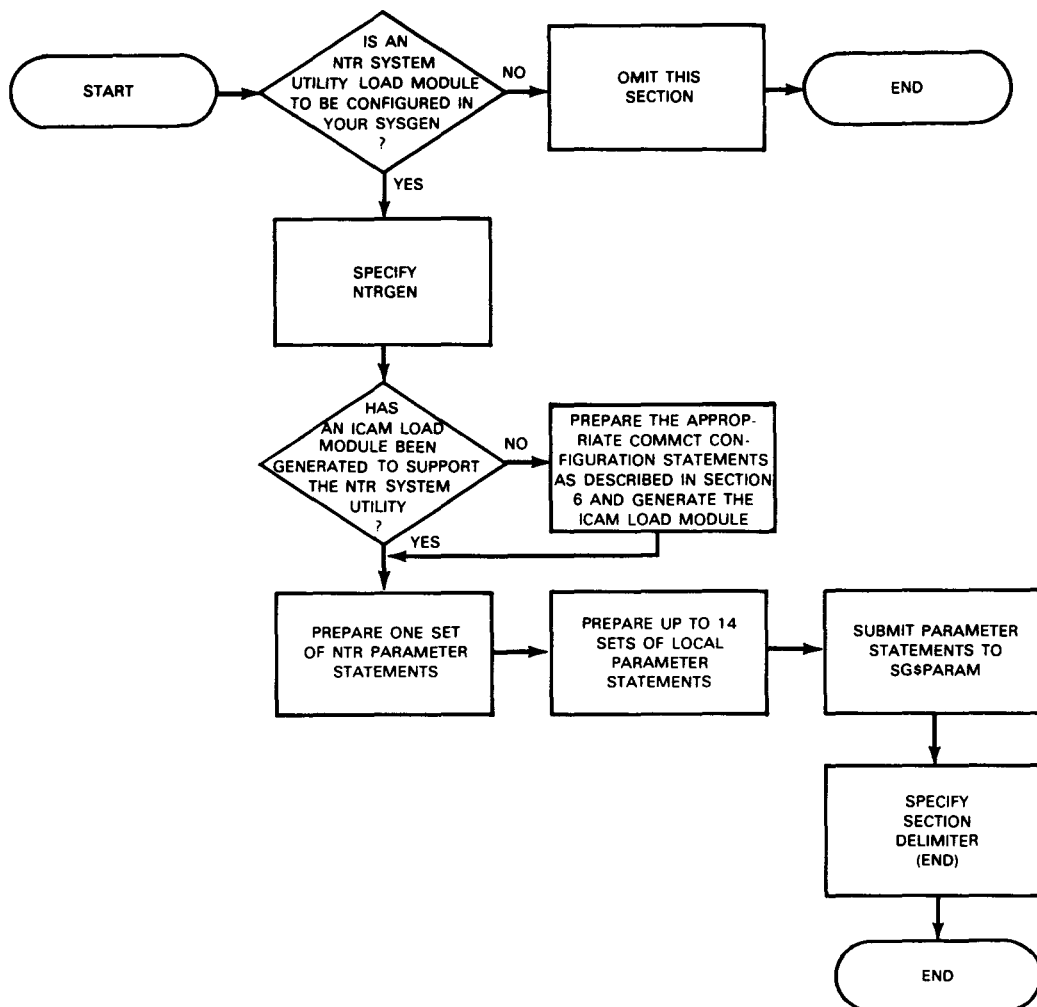 START
IS AN
NTR SYSTEM
UTILITY LOAD MODULE
TO BE CONFIGURED IN
YOUR SYSGEN
?
NO
OMIT THIS
SECTION
END
YES
SPECIFY
NTRGEN
HAS
AN ICAM LOAD
MODULE BEEN
GENERATED TO SUPPORT
THE NTR SYSTEM
UTILITY
?
NO
PREPARE THE APPROP-
RIATE COMMCT CON-
FIGURATION STATEMENTS
AS DESCRIBED IN SECTION
6 AND GENERATE THE
ICAM LOAD MODULE
YES
PREPARE ONE SET
OF NTR PARAMETER
STATEMENTS
PREPARE UP TO 14
SETS OF LOCAL
PARAMETER
STATEMENTS
SUBMIT PARAMETER
STATEMENTS TO
SG$PARAM
SPECIFY
SECTION
DELIMITER
(END)
END